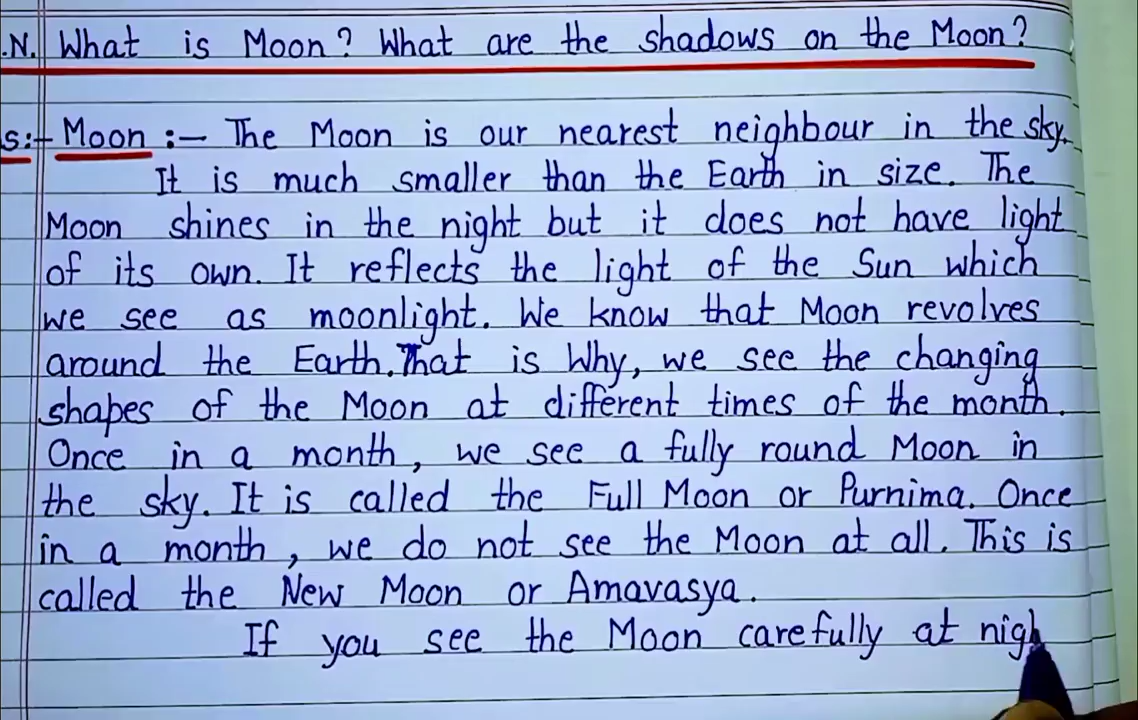 .N. What is Moon? What are the shadows on the Moon?
s:- Moon :- The Moon is our nearest neighbour in the sky.
It is much smaller than the Earth in size. The
Moon shines in the night but it does not have light
of its own. It reflects the light of the Sun which
we see as moonlight. We know that Moon revolves
around the Earth. That is Why, we see the changing
shapes of the Moon at different times of the month.
Once in a month, we see a fully round Moon in
the sky. It is called the Full Moon or Purnima. Once
in a month, we do not see the Moon at all. This is
called the New Moon or Amavasya.
If you see the Moon carefully at nigh